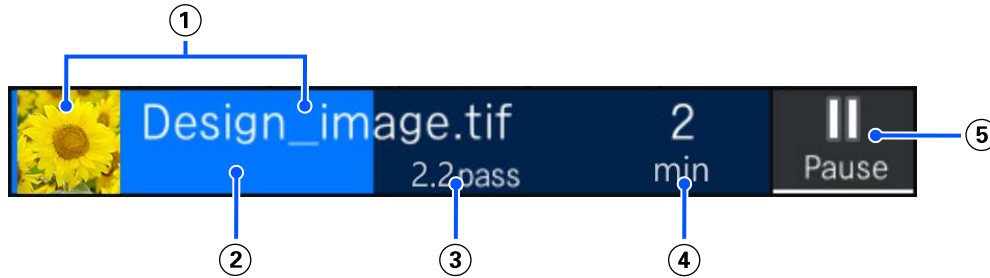 ①
Design_image.tif
2
2.2pass
min
Pause
⑤
②
③
④